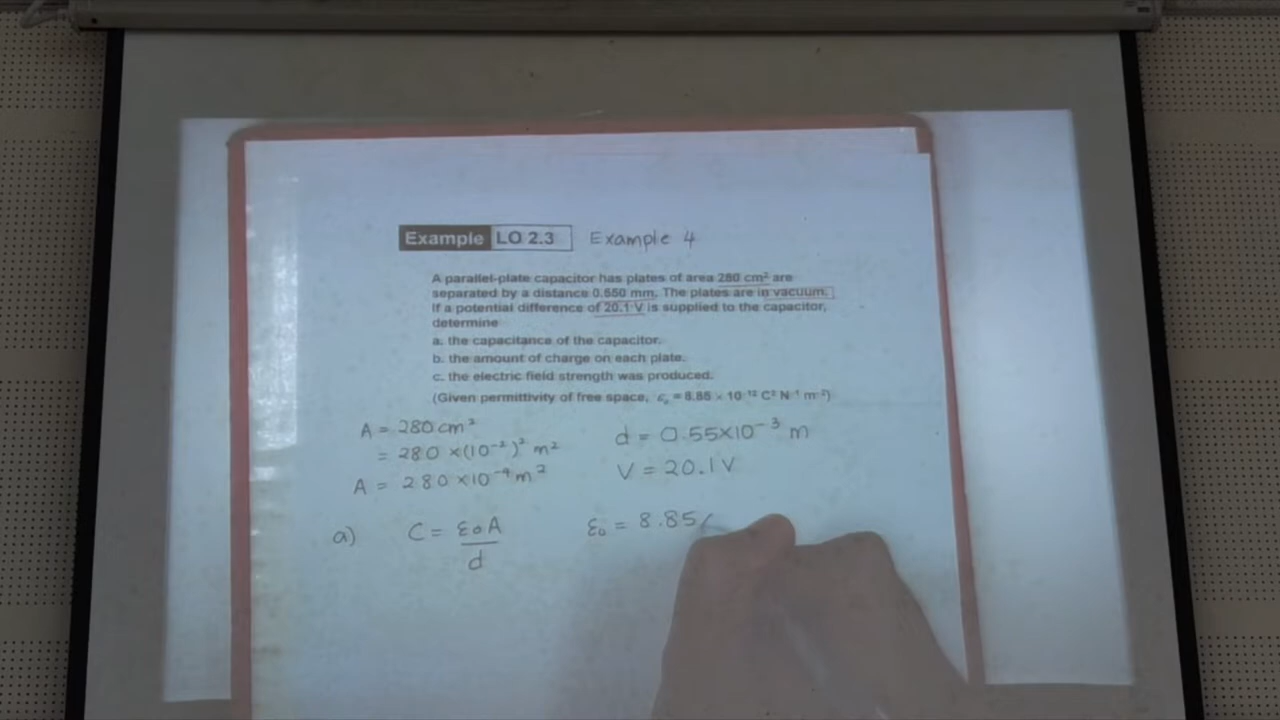 Example LO 2.3 Example 4
A parallel-plate capacitor has plates of area 280 cm² are
separated by a distance 0.550 mm. The plates are in vacuum.
If a potential difference of 20.1 V is supplied to the capacitor,
determine
a. the capacitance of the capacitor.
b. the amount of charge on each plate.
c. the electric field strength was produced.
(Given permittivity of free space, ε₀ = 8.85 × 10⁻¹² C² N⁻¹ m⁻²)
A = 280 cm²
= 280 ×(10⁻²)² m²
A = 280 ×10⁻⁴ m²
d = 0.55×10⁻³ m
V = 20.1 V
a) C = ε₀A
d
ε₀ = 8.85